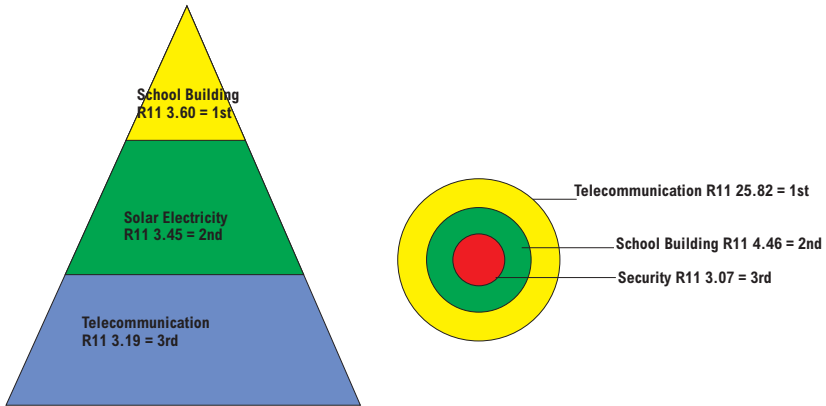 School Building
R11 3.60 = 1st
Solar Electricity
R11 3.45 = 2nd
Telecommunication
R11 3.19 = 3rd
Telecommunication R11 25.82 = 1st
School Building R11 4.46 = 2nd
Security R11 3.07 = 3rd